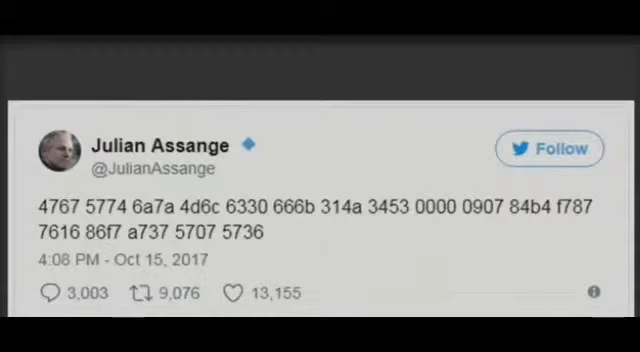 Julian Assange
@JulianAssange
Follow
4767 5774 6a7a 4d6c 6330 666b 314a 3453 0000 0907 84b4 f787
7616 86f7 a737 5707 5736
4:08 PM - Oct 15, 2017
3,003 9,076 13,155